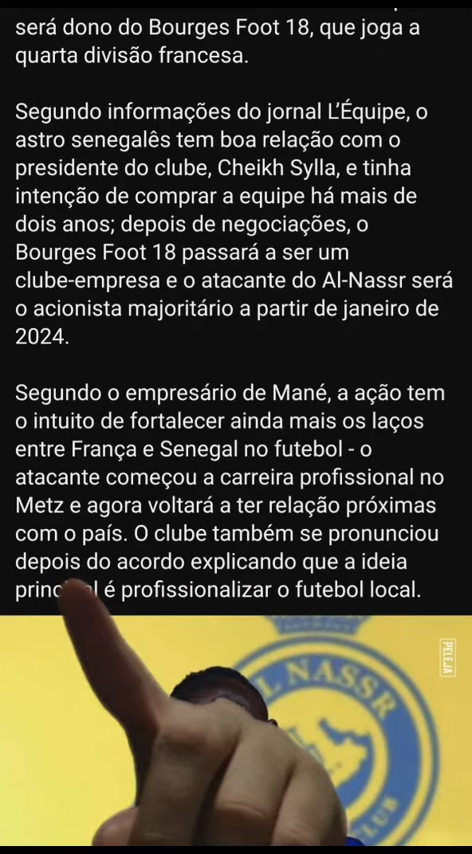 será dono do Bourges Foot 18, que joga a
quarta divisão francesa.
Segundo informações do jornal L'Équipe, o
astro senegalês tem boa relação com o
presidente do clube, Cheikh Sylla, e tinha
intenção de comprar a equipe há mais de
dois anos; depois de negociações, o
Bourges Foot 18 passará a ser um
clube-empresa e o atacante do Al-Nassr será
o acionista majoritário a partir de janeiro de
2024.
Segundo o empresário de Mané, a ação tem
o intuito de fortalecer ainda mais os laços
entre França e Senegal no futebol - o
atacante começou a carreira profissional no
Metz e agora voltará a ter relação próximas
com o país. O clube também se pronunciou
depois do acordo explicando que a ideia
é profissionalizar o futebol local.
PELEJA
L NASSR
CLUB